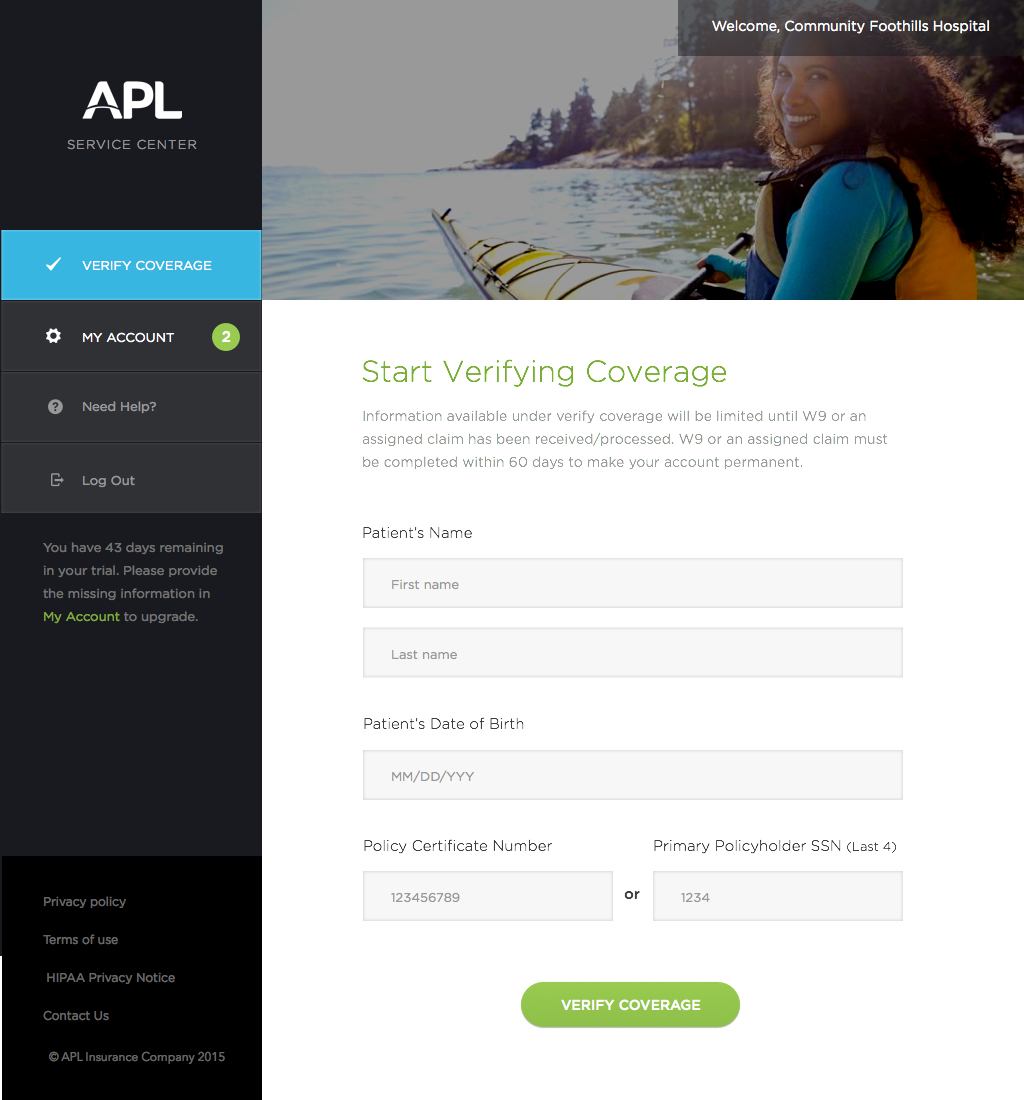 Welcome, Community Foothills Hospital
APL
SERVICE CENTER
VERIFY COVERAGE
MY ACCOUNT 2
Need Help?
Log Out
You have 43 days remaining
in your trial. Please provide
the missing information in
My Account to upgrade.
Privacy policy
Terms of use
HIPAA Privacy Notice
Contact Us
© APL Insurance Company 2015
Start Verifying Coverage
Information available under verify coverage will be limited until W9 or an
assigned claim has been received/processed. W9 or an assigned claim must
be completed within 60 days to make your account permanent.
Patient's Name
First name
Last name
Patient's Date of Birth
MM/DD/YYY
Policy Certificate Number
123456789
or
Primary Policyholder SSN (Last 4)
1234
VERIFY COVERAGE